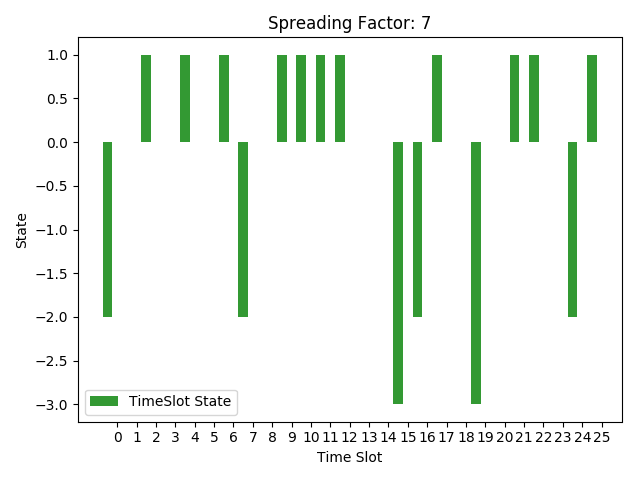 Spreading Factor: 7
1.0
0.5
0.0
−0.5
−1.0
−1.5
−2.0
−2.5
−3.0
State
TimeSlot State
0 1 2 3 4 5 6 7 8 9 10 11 12 13 14 15 16 17 18 19 20 21 22 23 24 25
Time Slot